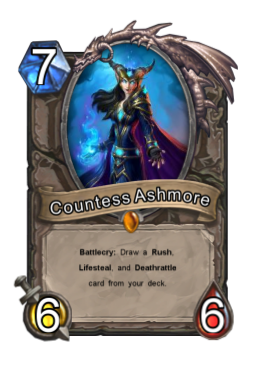 7
Countess Ashmore
Battlecry: Draw a Rush,
Lifesteal, and Deathrattle
card from your deck.
6
6